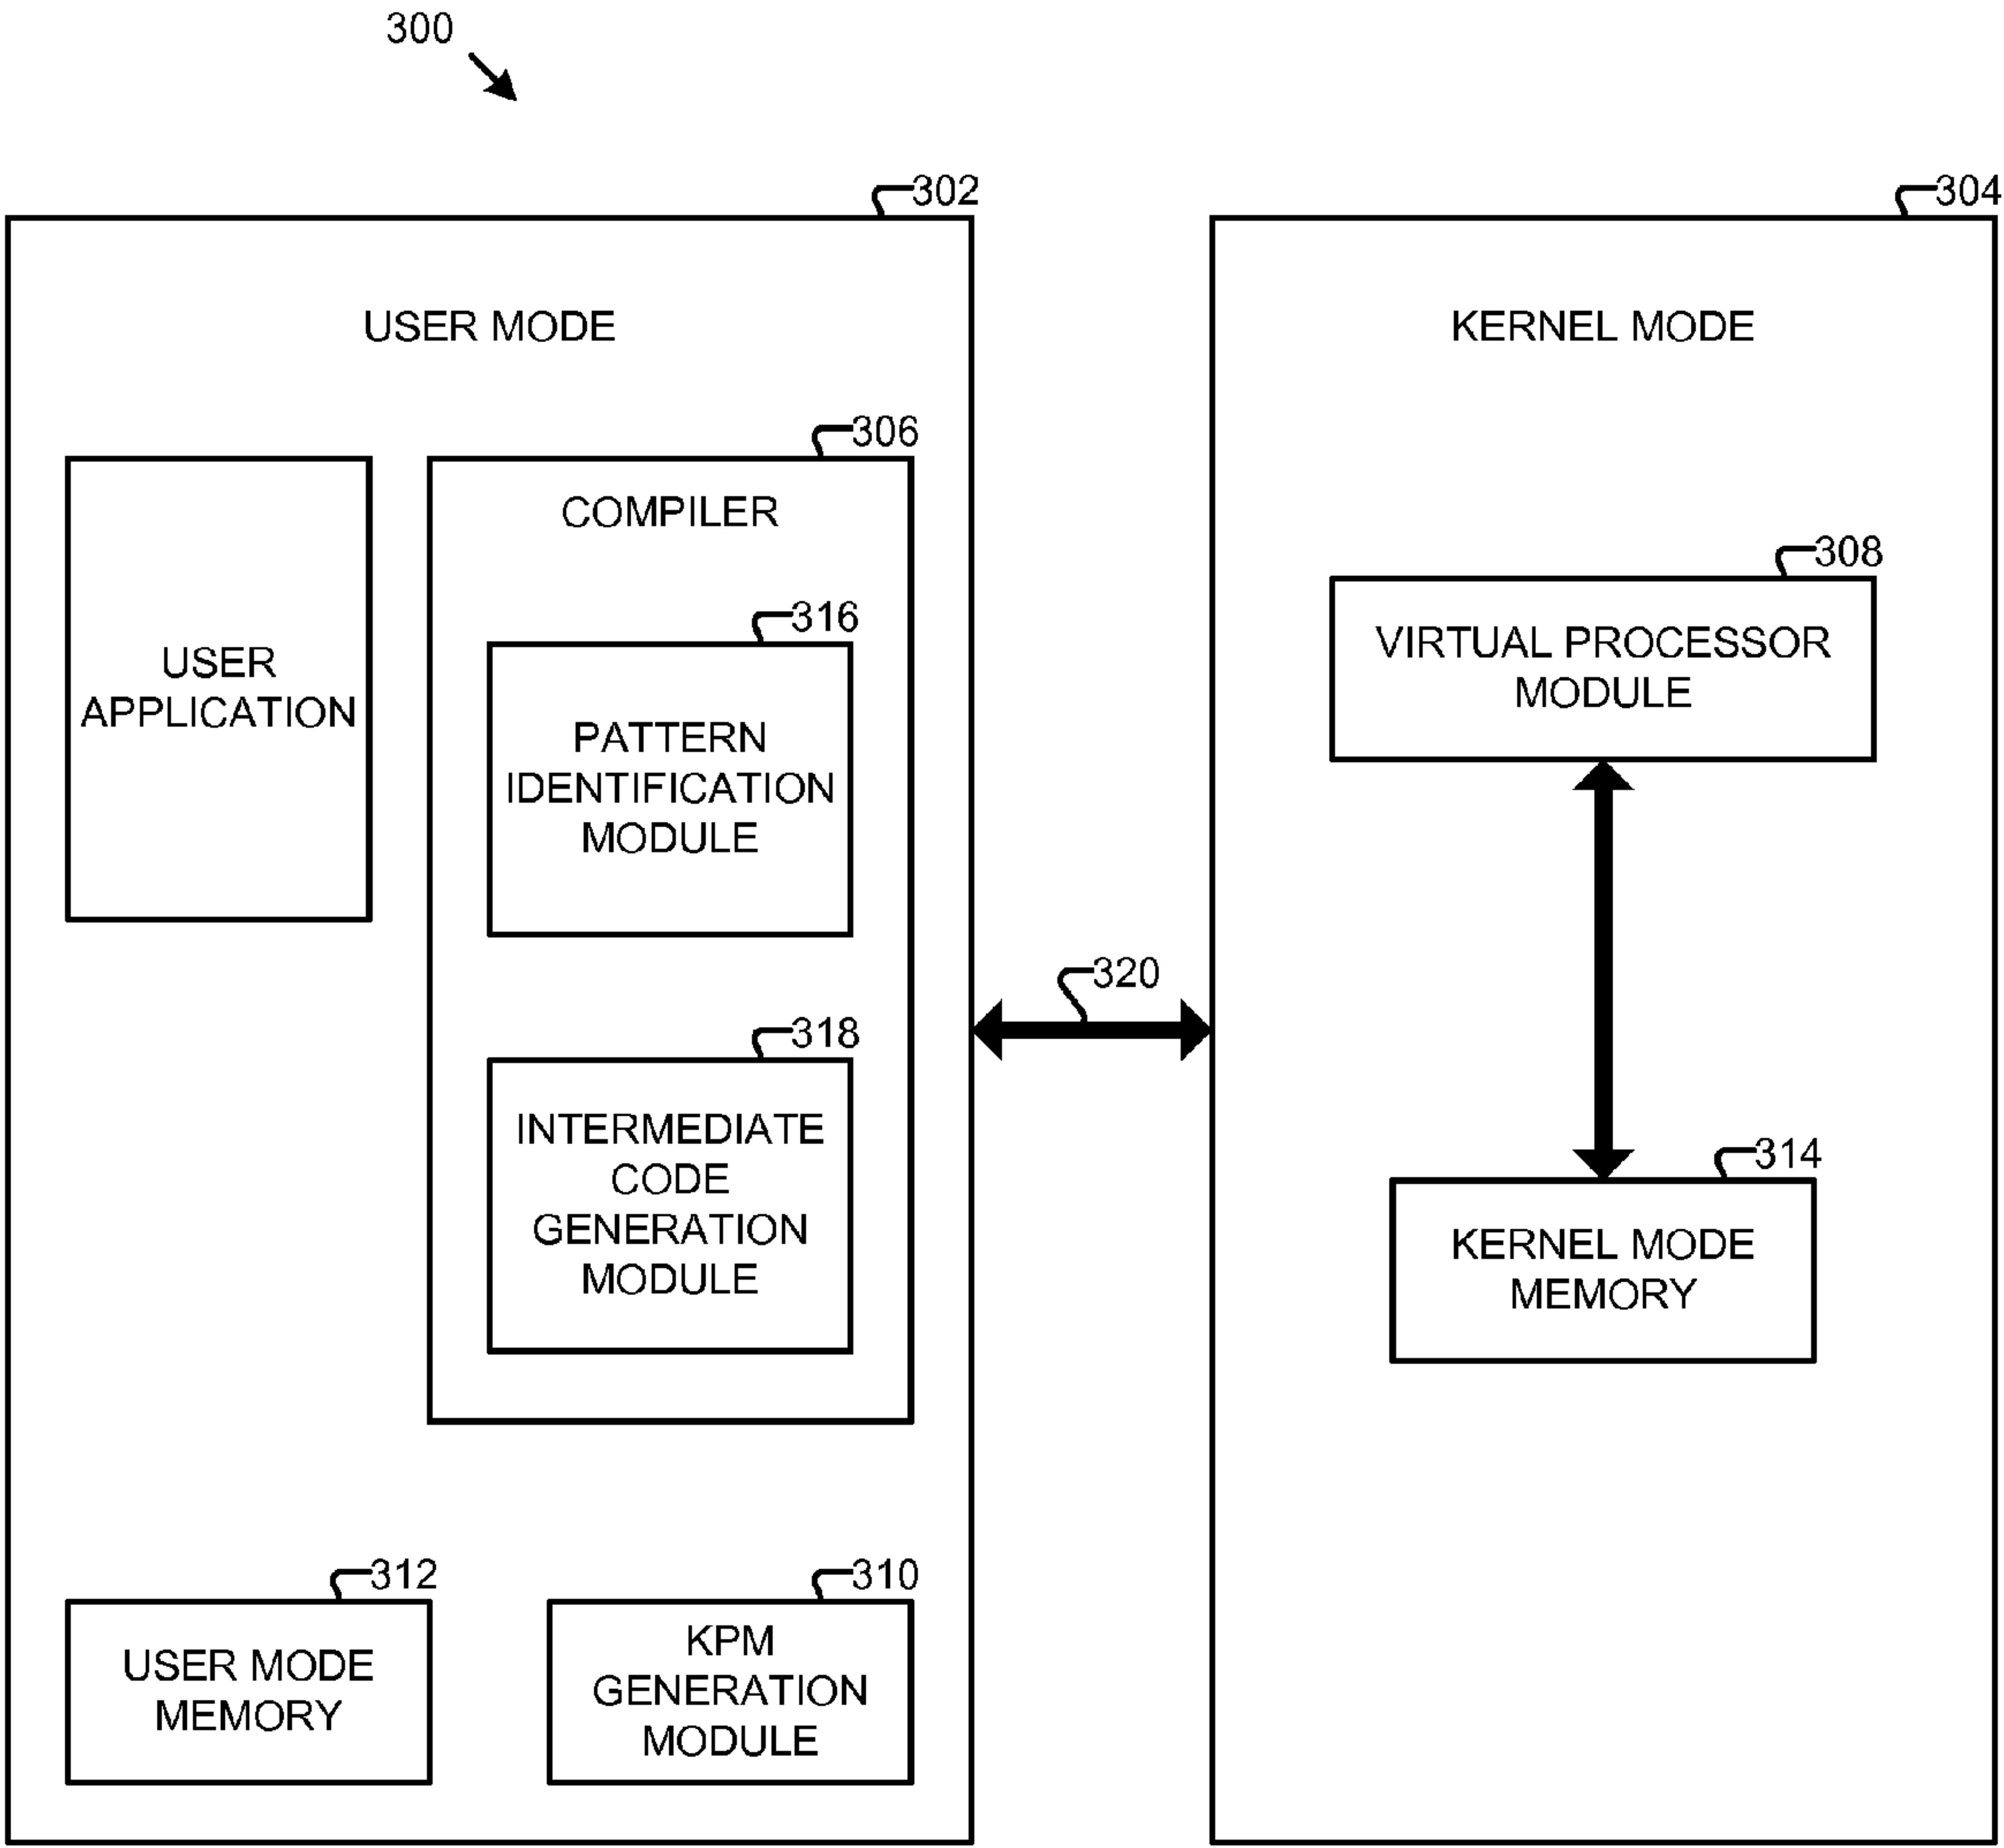 300
302
304
USER MODE
KERNEL MODE
306
COMPILER
308
VIRTUAL PROCESSOR
MODULE
316
USER
APPLICATION
PATTERN
IDENTIFICATION
MODULE
320
318
INTERMEDIATE
CODE
GENERATION
MODULE
314
KERNEL MODE
MEMORY
312
310
USER MODE
MEMORY
KPM
GENERATION
MODULE